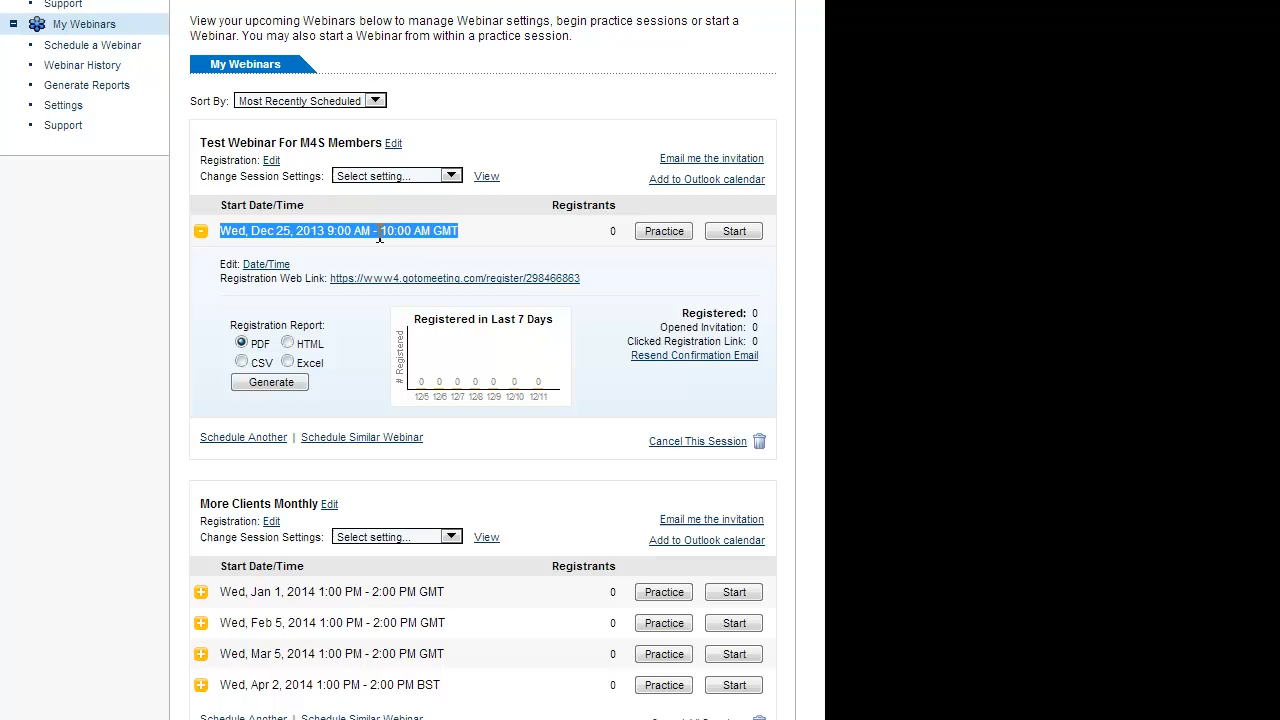 Support
My Webinars
Schedule a Webinar
Webinar History
Generate Reports
Settings
Support
View your upcoming Webinars below to manage Webinar settings, begin practice sessions or start a
Webinar. You may also start a Webinar from within a practice session.
My Webinars
Sort By: Most Recently Scheduled
Test Webinar For M4S Members Edit
Registration: Edit
Email me the invitation
Change Session Settings: Select setting... View
Add to Outlook calendar
Start Date/Time Registrants
Wed, Dec 25, 2013 9:00 AM - 10:00 AM GMT 0 Practice Start
Edit: Date/Time
Registration Web Link: https://www4.gotomeeting.com/register/298466863
Registration Report:
PDF HTML
CSV Excel
Generate
Registered in Last 7 Days
# Registered
0 0 0 0 0 0 0
12/5 12/6 12/7 12/8 12/9 12/10 12/11
Registered: 0
Opened Invitation: 0
Clicked Registration Link: 0
Resend Confirmation Email
Schedule Another | Schedule Similar Webinar
Cancel This Session
More Clients Monthly Edit
Registration: Edit
Email me the invitation
Change Session Settings: Select setting... View
Add to Outlook calendar
Start Date/Time Registrants
Wed, Jan 1, 2014 1:00 PM - 2:00 PM GMT 0 Practice Start
Wed, Feb 5, 2014 1:00 PM - 2:00 PM GMT 0 Practice Start
Wed, Mar 5, 2014 1:00 PM - 2:00 PM GMT 0 Practice Start
Wed, Apr 2, 2014 1:00 PM - 2:00 PM BST 0 Practice Start
Schedule Another | Schedule Similar Webinar